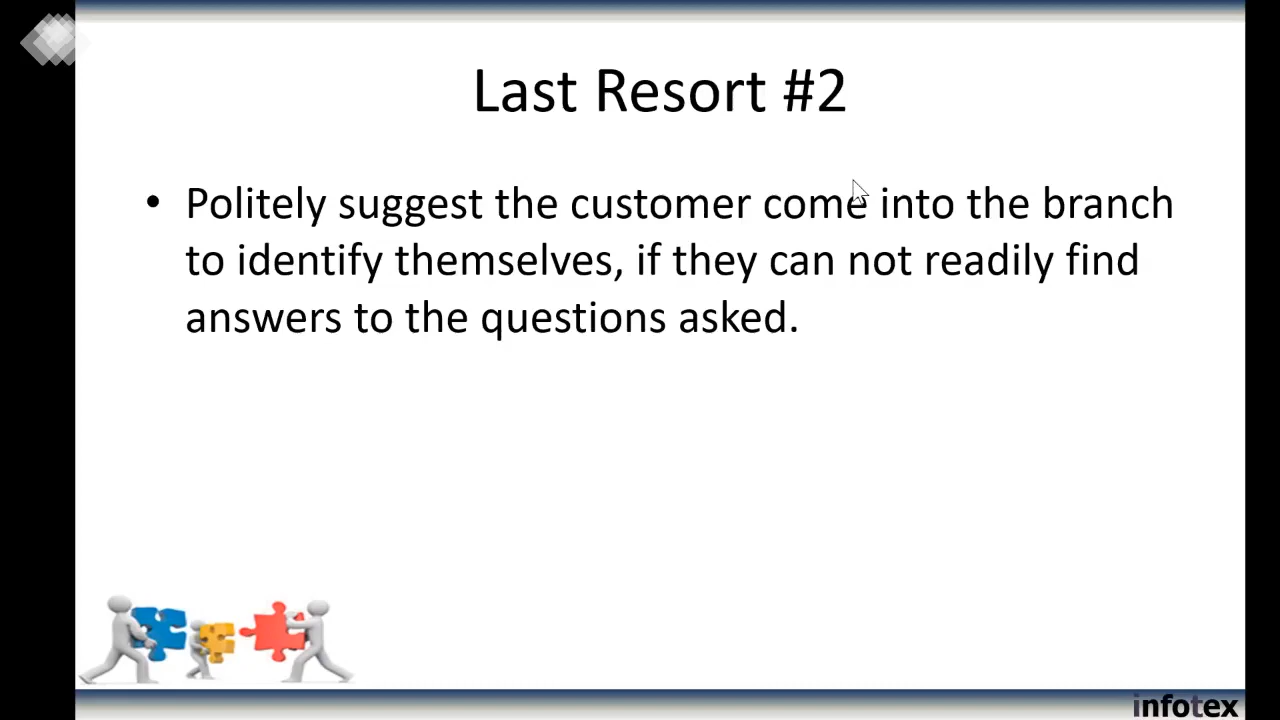 Last Resort #2
• Politely suggest the customer come into the branch
to identify themselves, if they can not readily find
answers to the questions asked.
infotex